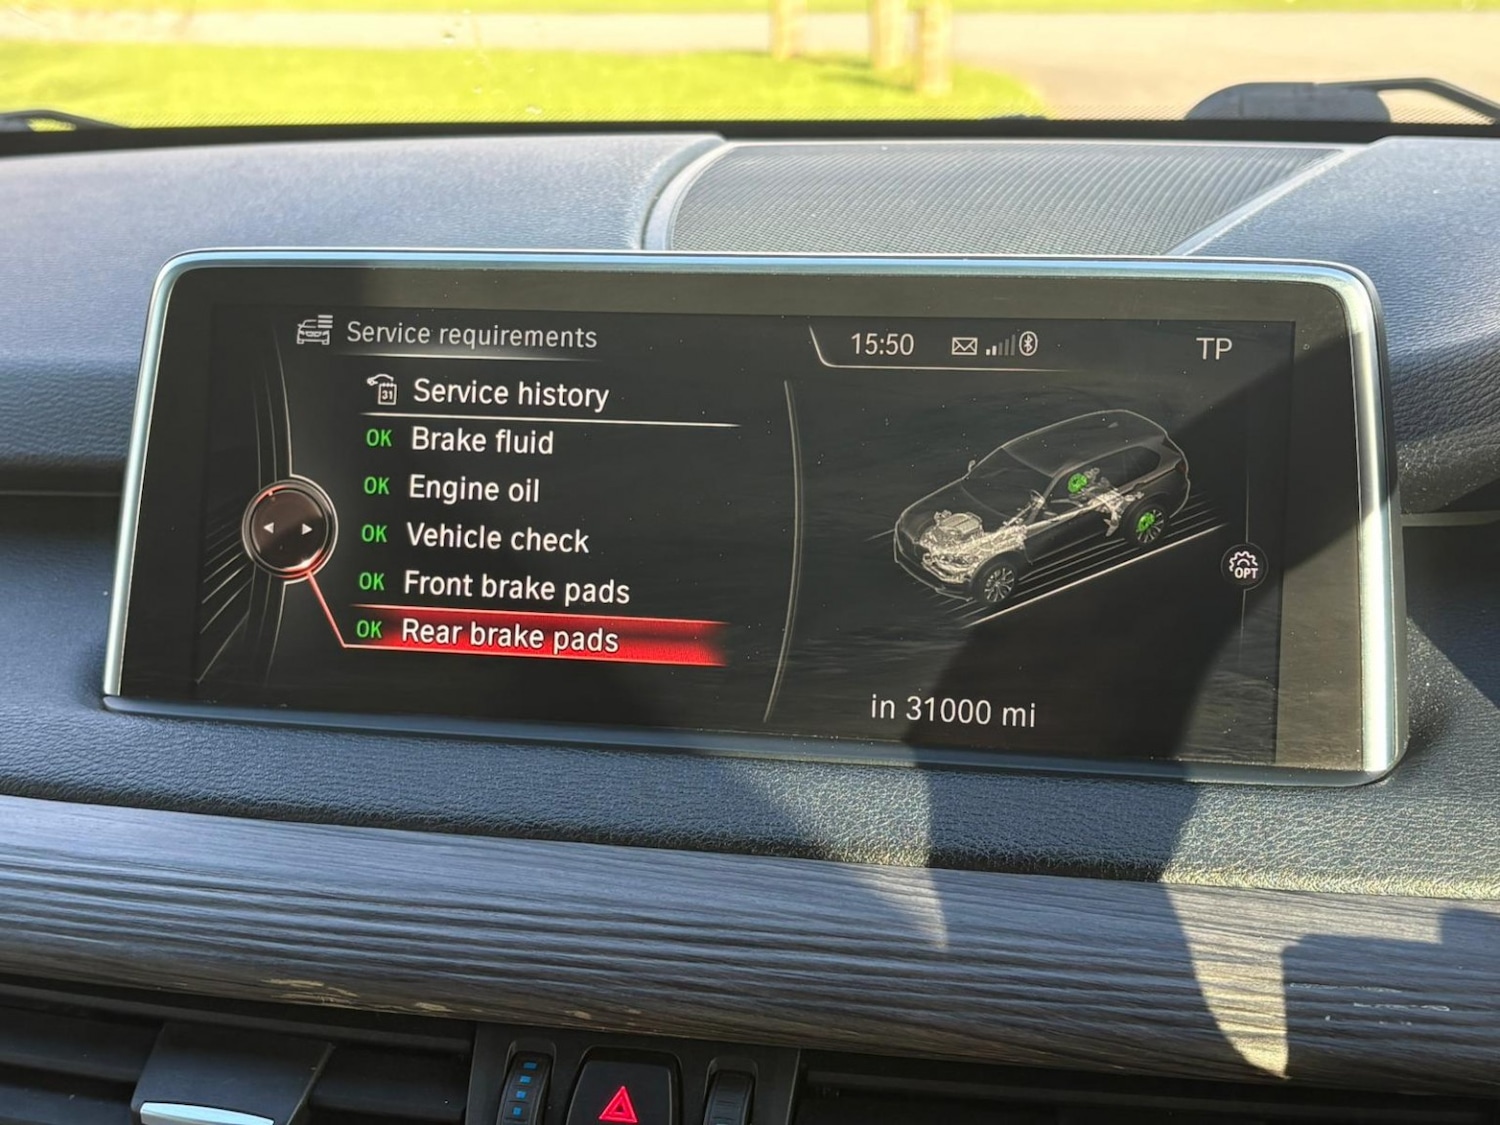 Service requirements
15:50
TP
31
Service history
OK Brake fluid
OK Engine oil
OK Vehicle check
OK Front brake pads
OK Rear brake pads
OPT
in 31000 mi